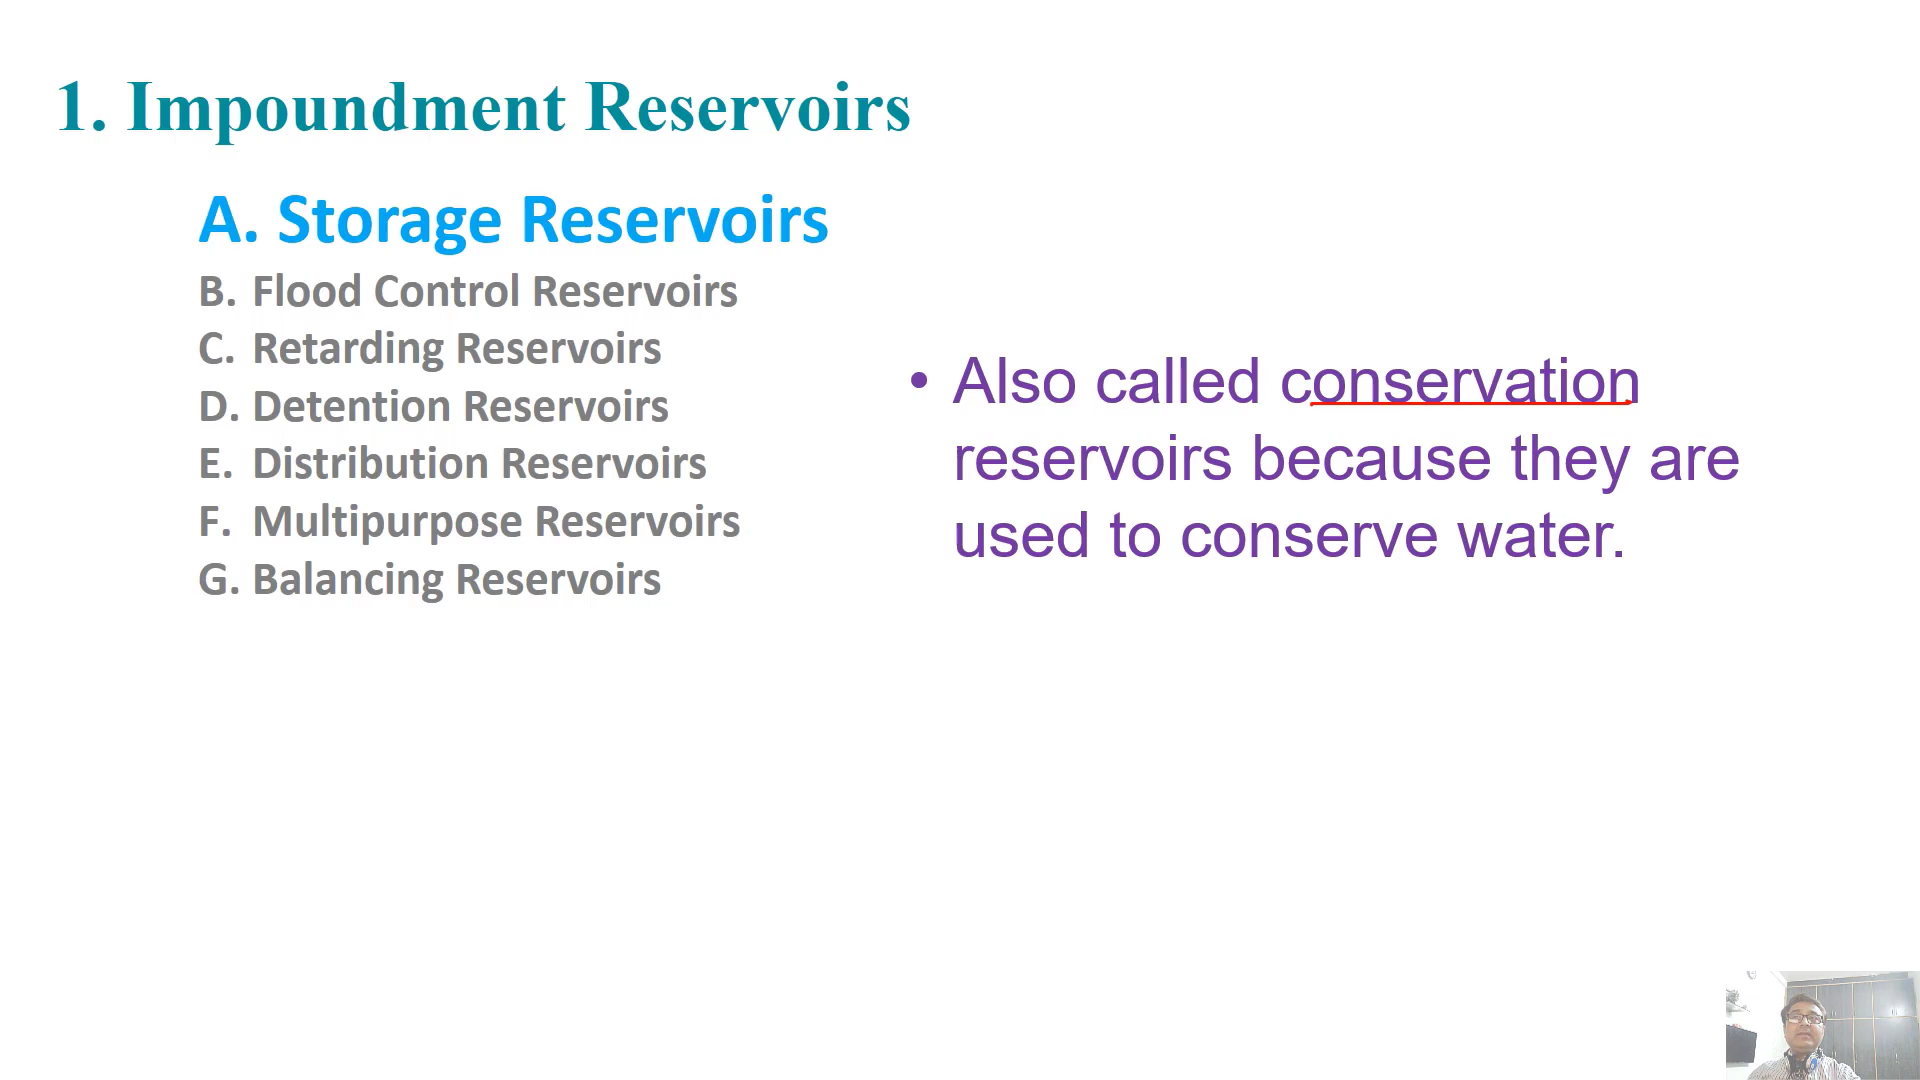 1. Impoundment Reservoirs
A. Storage Reservoirs
B. Flood Control Reservoirs
C. Retarding Reservoirs
D. Detention Reservoirs
E. Distribution Reservoirs
F. Multipurpose Reservoirs
G. Balancing Reservoirs
• Also called conservation
reservoirs because they are
used to conserve water.